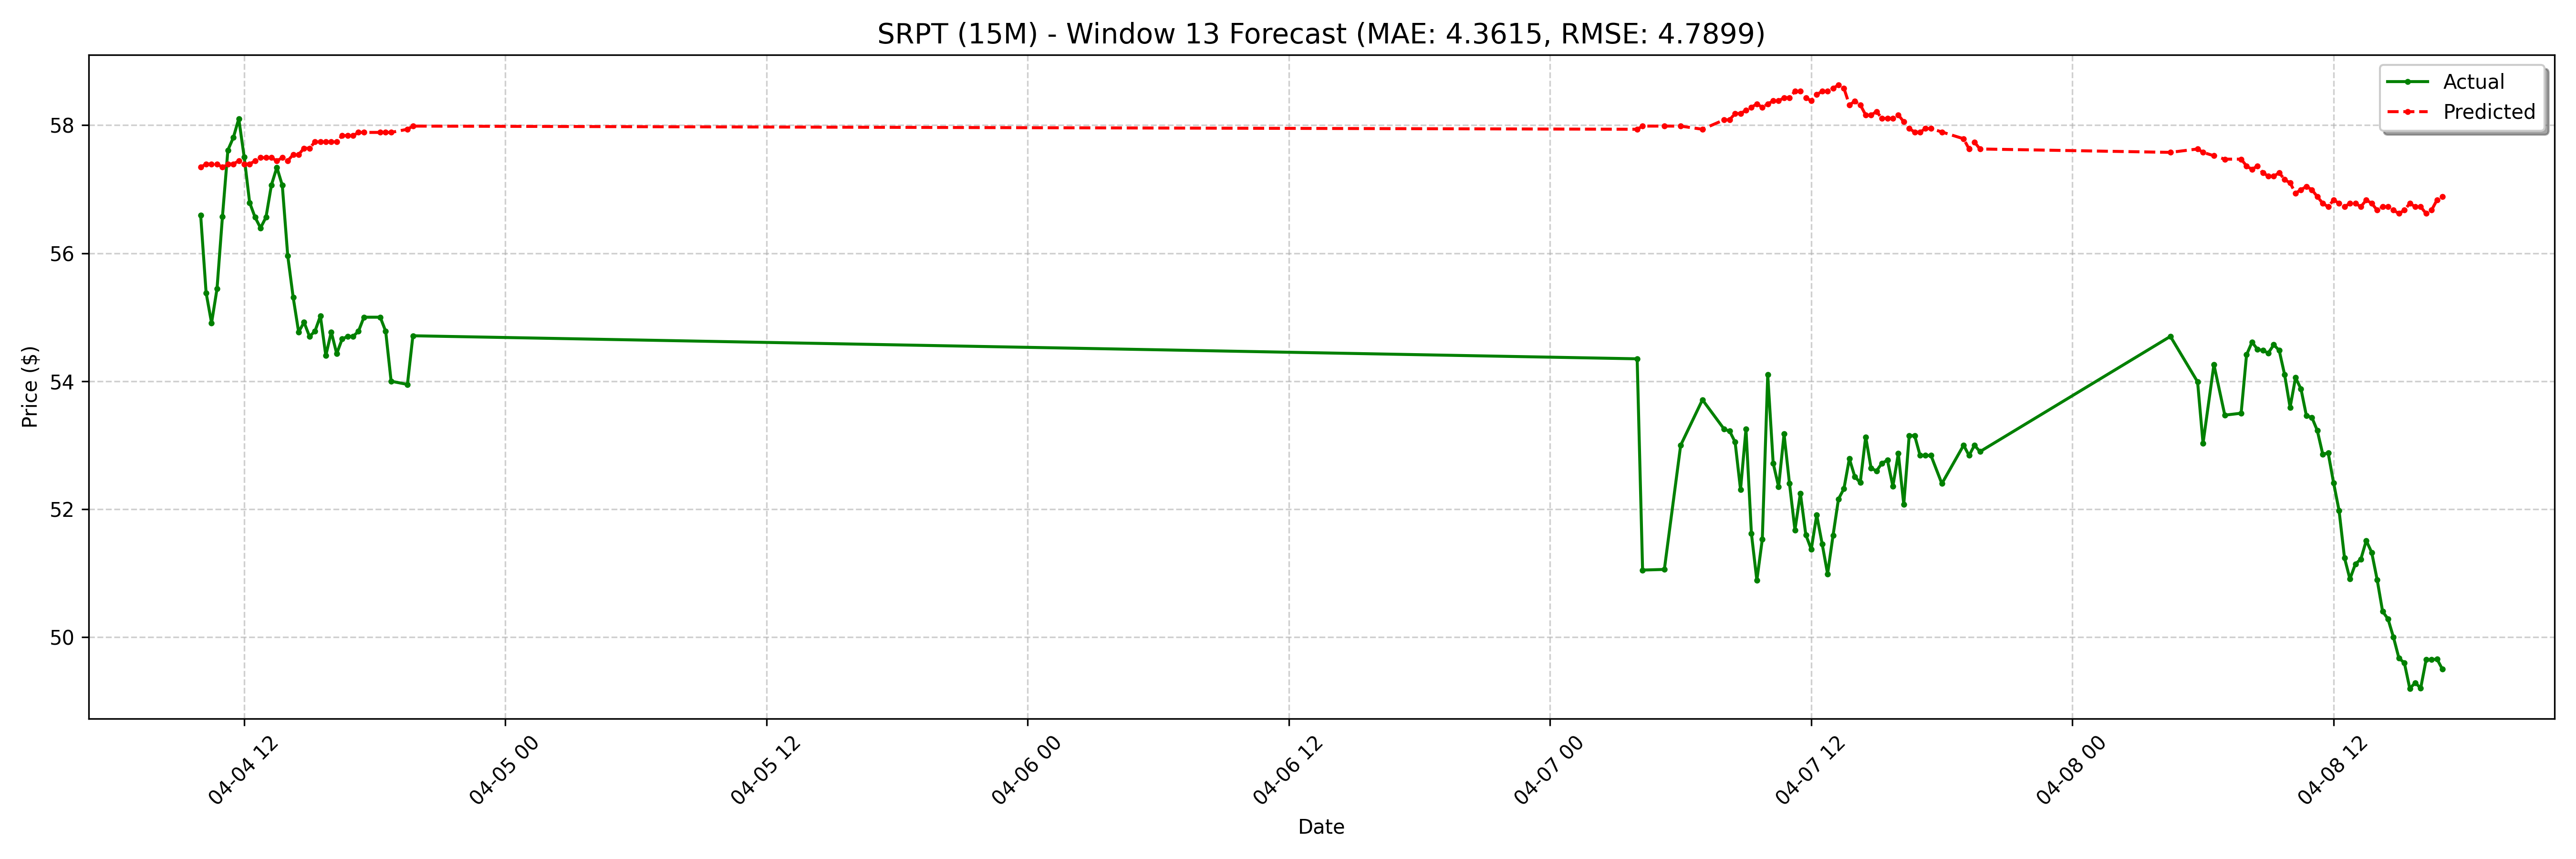 SRPT (15M) - Window 13 Forecast (MAE: 4.3615, RMSE: 4.7899)
Actual
Predicted
Price ($)
58
56
54
52
50
04-04 12
04-05 00
04-05 12
04-06 00
04-06 12
04-07 00
04-07 12
04-08 00
04-08 12
Date